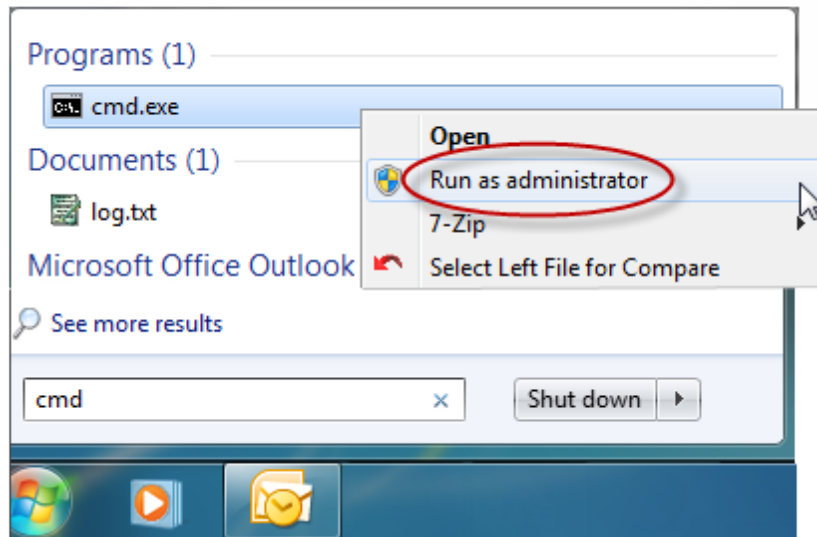 Programs (1)
cmd.exe
Open
Documents (1)
Run as administrator
log.txt
7-Zip
Microsoft Office Outlook
Select Left File for Compare
See more results
cmd
Shut down